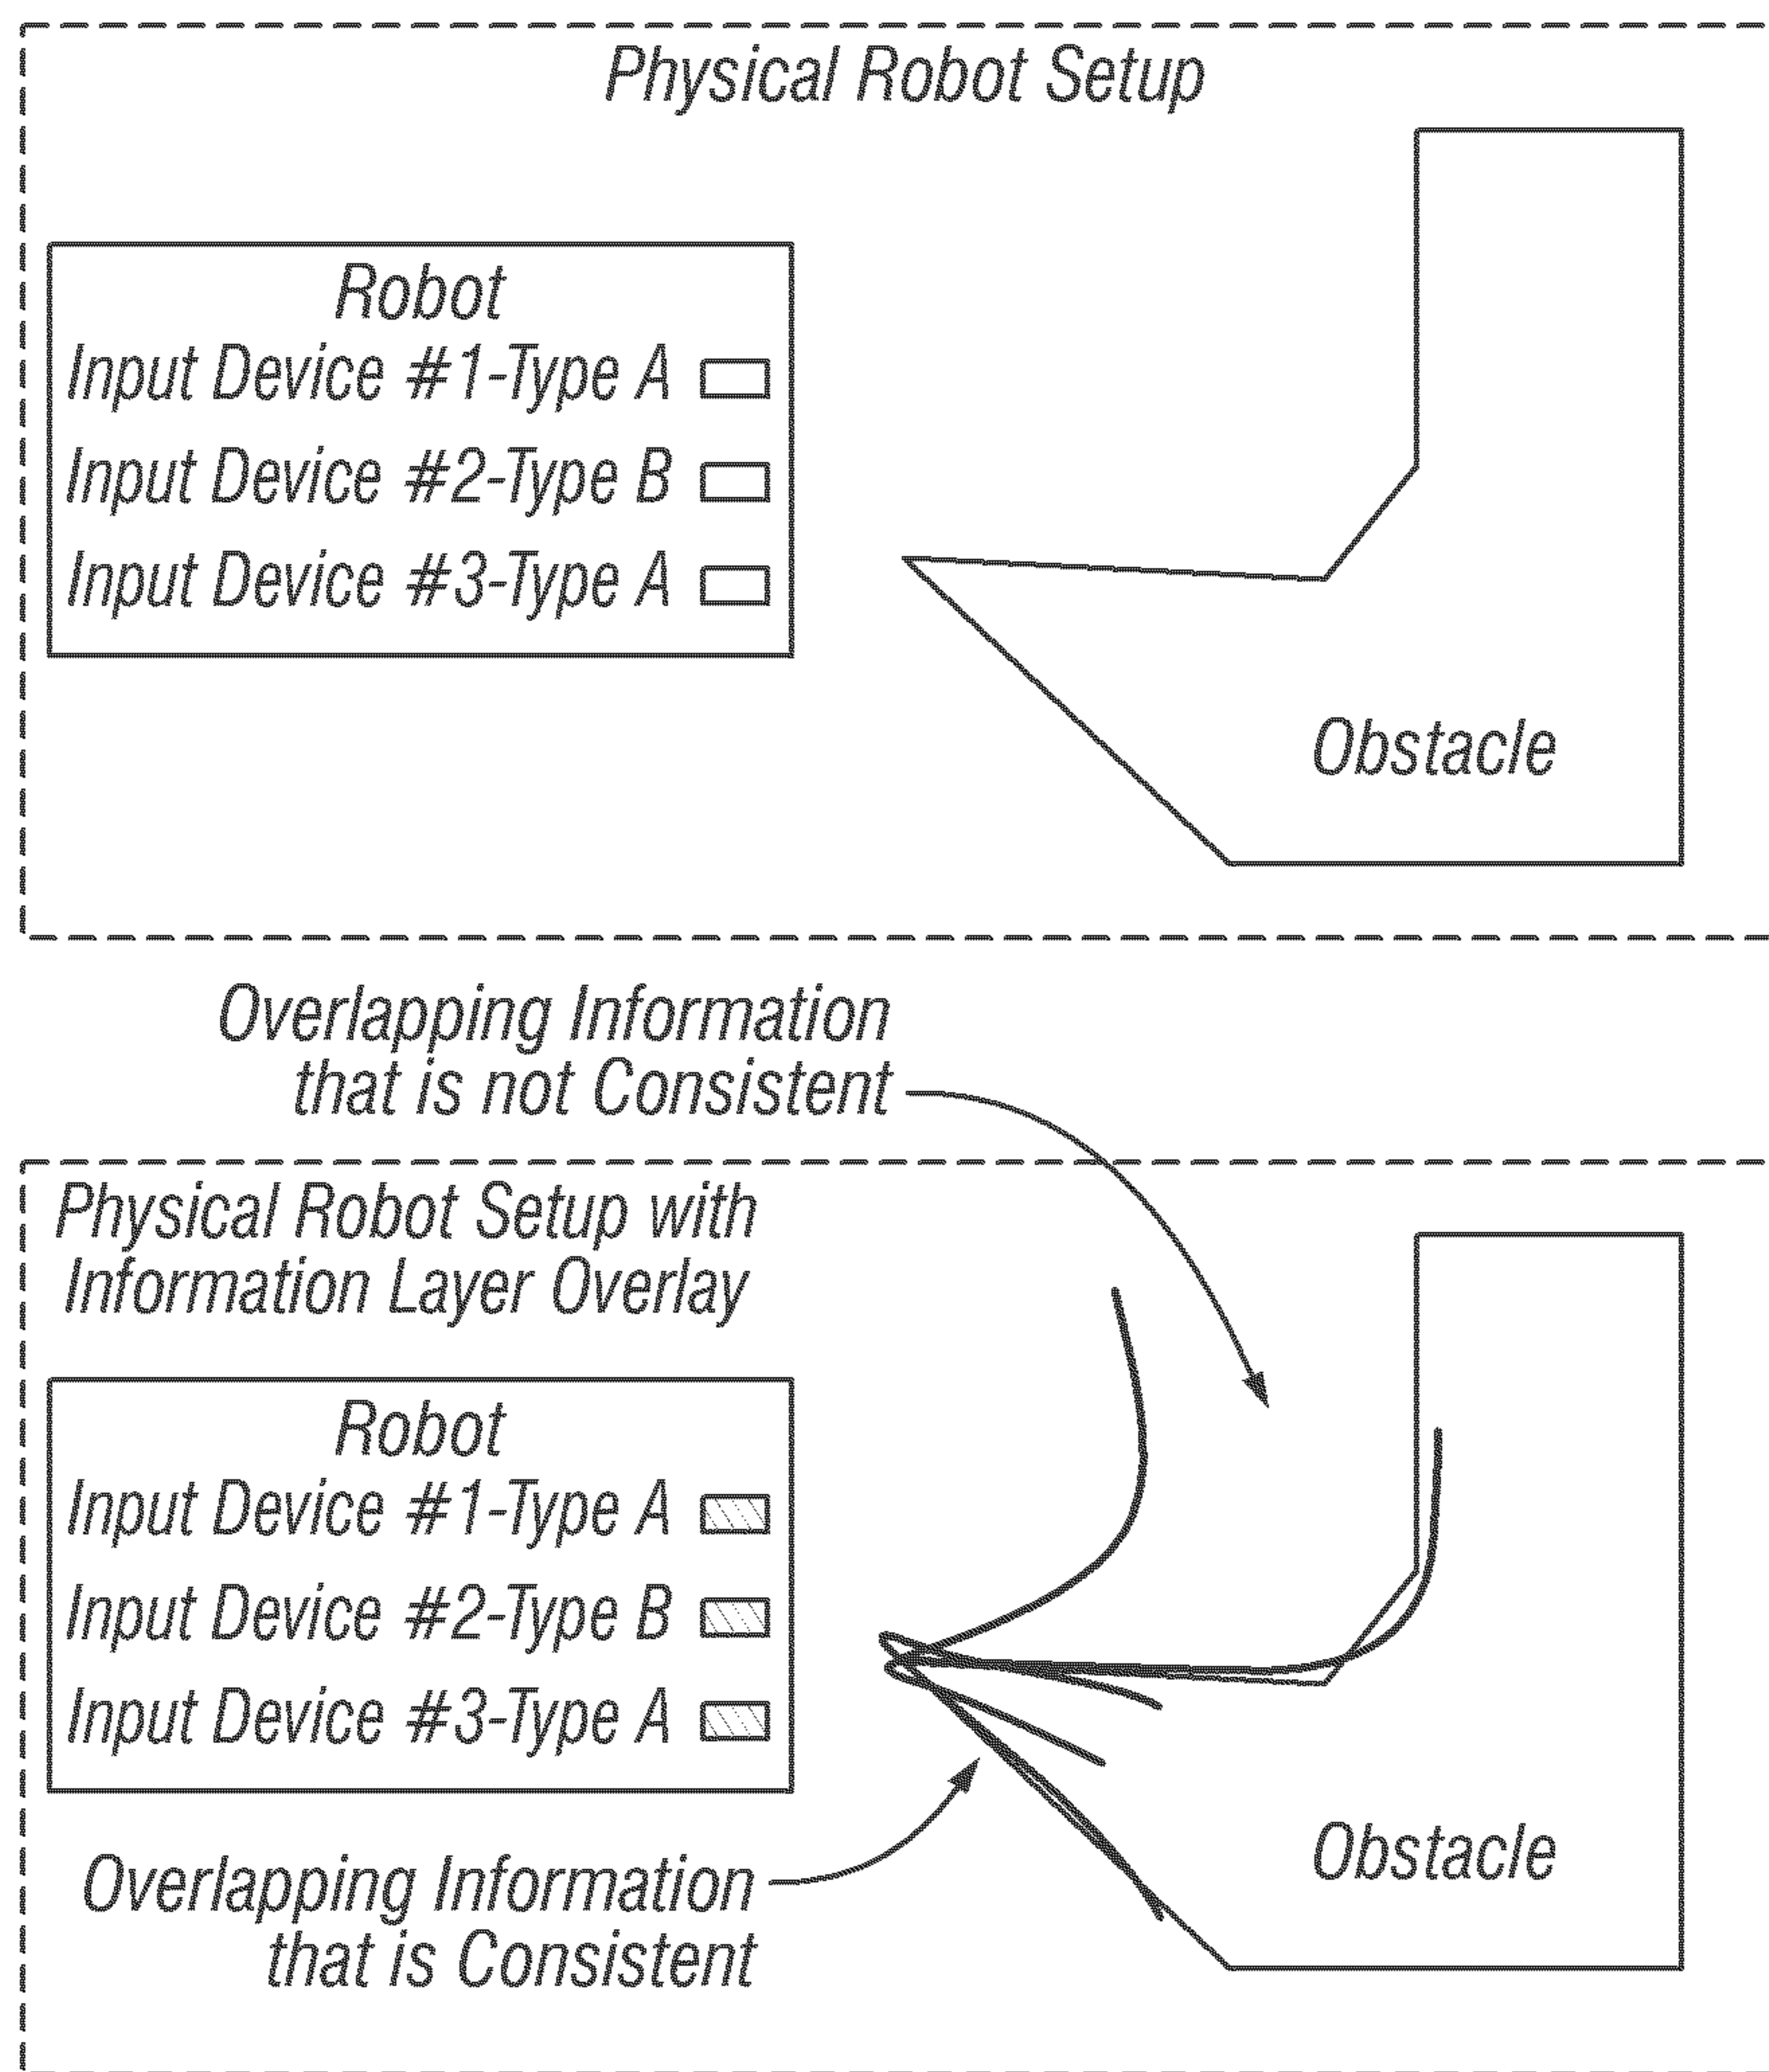 Physical Robot Setup
Robot
Input Device #1-Type A
Input Device #2-Type B
Input Device #3-Type A
Obstacle
Overlapping Information
that is not Consistent
Physical Robot Setup with
Information Layer Overlay
Robot
Input Device #1-Type A
Input Device #2-Type B
Input Device #3-Type A
Obstacle
Overlapping Information
that is Consistent